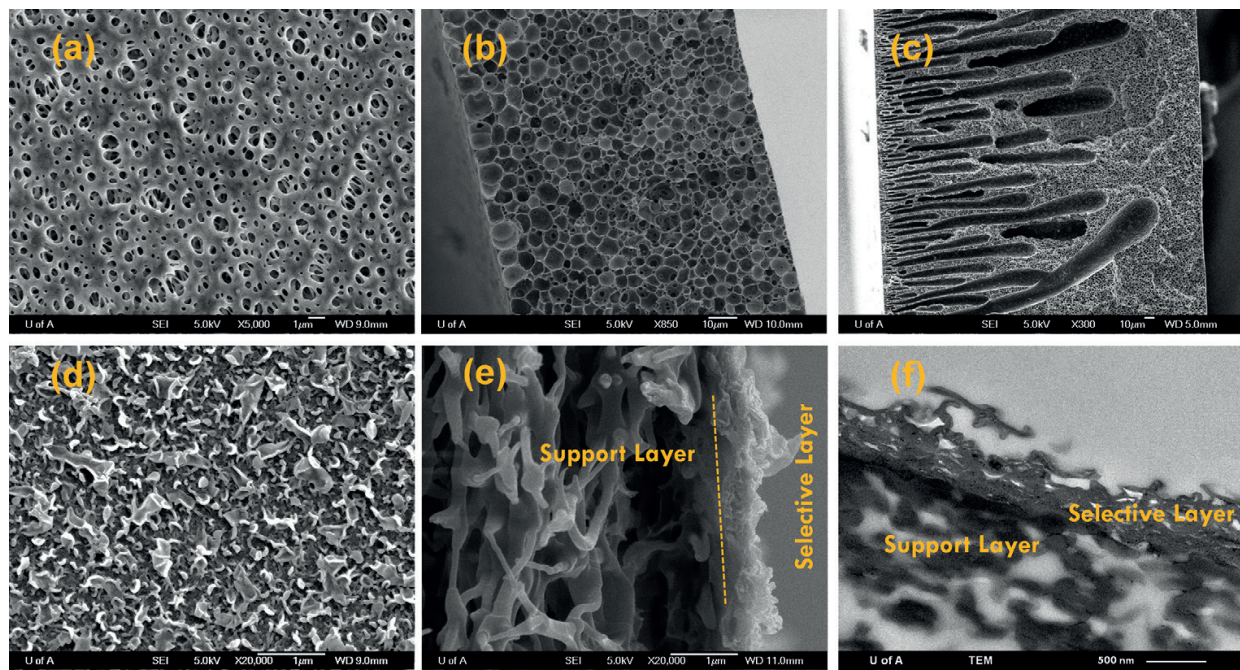 (a)
U of A SEI 5.0kV X5,000 1μm WD 9.0mm
(b)
U of A SEI 5.0kV X850 10μm WD 10.0mm
(c)
U of A SEI 5.0kV X300 10μm WD 5.0mm
(d)
U of A SEI 5.0kV X20,000 1μm WD 9.0mm
(e)
Support Layer
Selective Layer
U of A SEI 5.0kV X20,000 1μm WD 11.0mm
(f)
Selective Layer
Support Layer
U of A TEM 500 nm